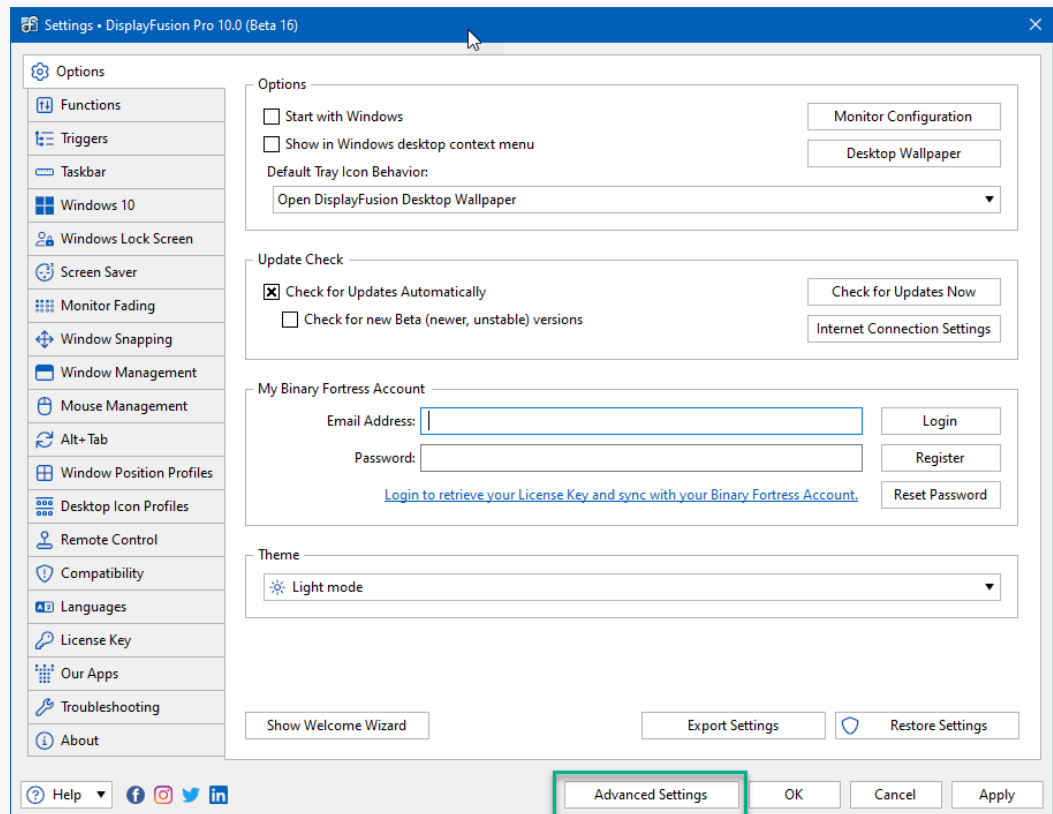 Settings • DisplayFusion Pro 10.0 (Beta 16)
Options
Functions
Triggers
Taskbar
Windows 10
Windows Lock Screen
Screen Saver
Monitor Fading
Window Snapping
Window Management
Mouse Management
Alt+Tab
Window Position Profiles
Desktop Icon Profiles
Remote Control
Compatibility
Languages
License Key
Our Apps
Troubleshooting
About
Options
Start with Windows
Monitor Configuration
Show in Windows desktop context menu
Desktop Wallpaper
Default Tray Icon Behavior:
Open DisplayFusion Desktop Wallpaper
Update Check
Check for Updates Automatically
Check for Updates Now
Check for new Beta (newer, unstable) versions
Internet Connection Settings
My Binary Fortress Account
Email Address:
Login
Password:
Register
Login to retrieve your License Key and sync with your Binary Fortress Account.
Reset Password
Theme
Light mode
Show Welcome Wizard
Export Settings
Restore Settings
Help
Advanced Settings
OK
Cancel
Apply